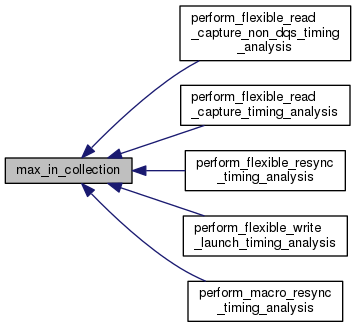 perform_flexible_read
_capture_non_dqs_timing
_analysis
perform_flexible_read
_capture_timing_analysis
max_in_collection
perform_flexible_resync
_timing_analysis
perform_flexible_write
_launch_timing_analysis
perform_macro_resync
_timing_analysis